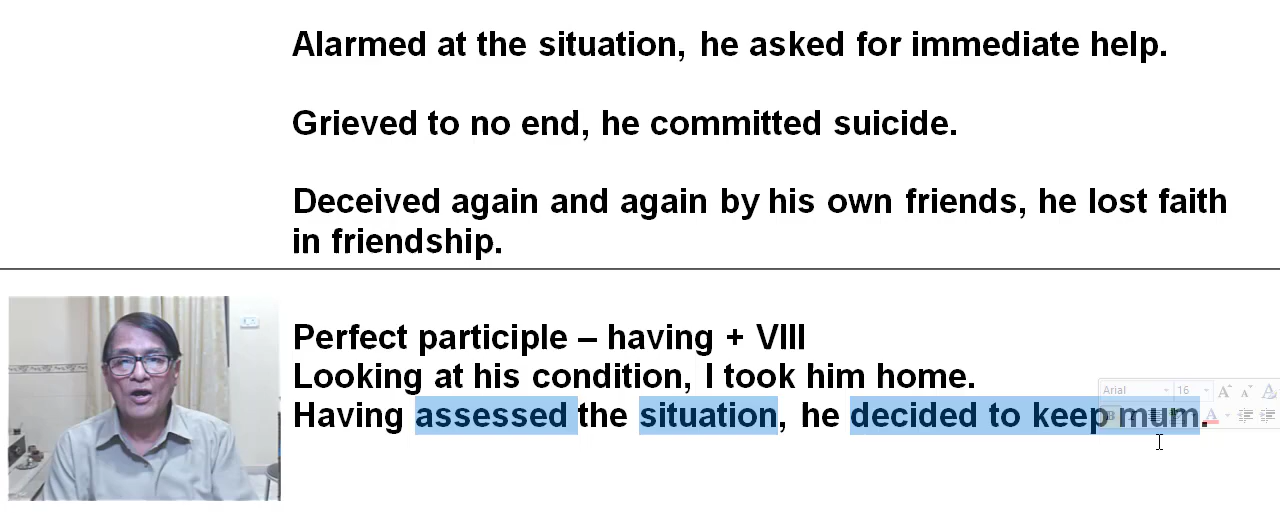 Alarmed at the situation, he asked for immediate help.
Grieved to no end, he committed suicide.
Deceived again and again by his own friends, he lost faith
in friendship.
Perfect participle – having + VIII
Looking at his condition, I took him home.
Arial 16
Having assessed the situation, he decided to keep mum.